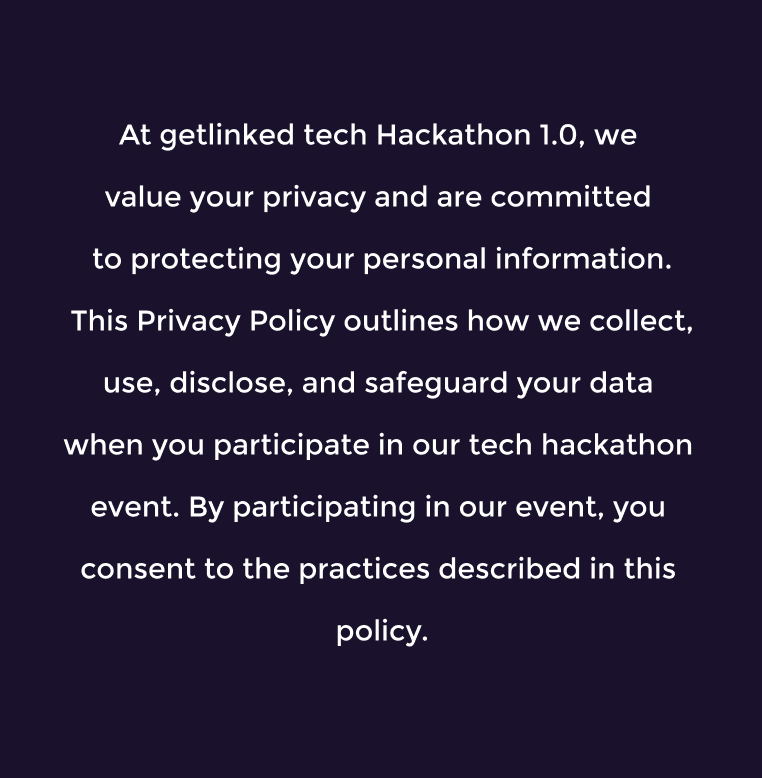 At getlinked tech Hackathon 1.0, we
value your privacy and are committed
to protecting your personal information.
This Privacy Policy outlines how we collect,
use, disclose, and safeguard your data
when you participate in our tech hackathon
event. By participating in our event, you
consent to the practices described in this
policy.